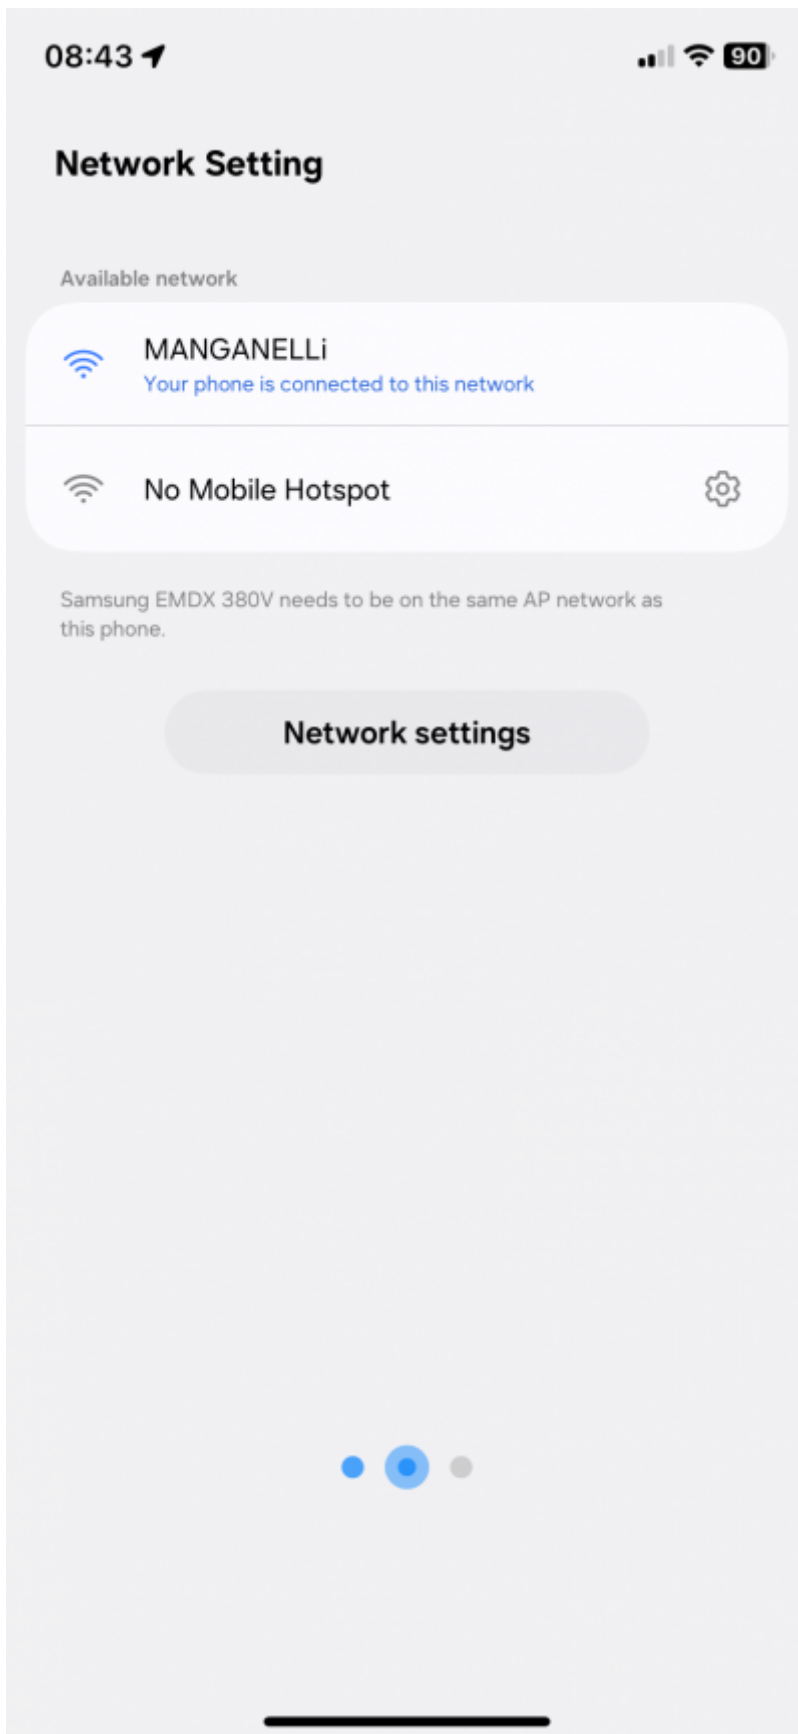 08:43
90
Network Setting
Available network
MANGANELLi
Your phone is connected to this network
No Mobile Hotspot
Samsung EMDX 380V needs to be on the same AP network as
this phone.
Network settings